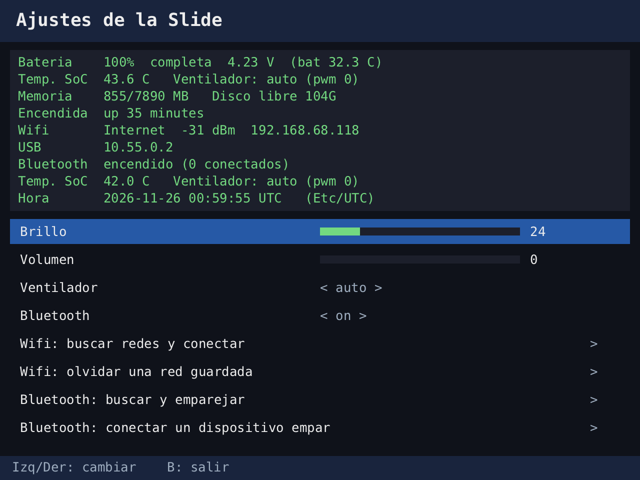 Ajustes de la Slide
Bateria 100% completa 4.23 V (bat 32.3 C)
Temp. SoC 43.6 C Ventilador: auto (pwm 0)
Memoria 855/7890 MB Disco libre 104G
Encendida up 35 minutes
Wifi Internet -31 dBm 192.168.68.118
USB 10.55.0.2
Bluetooth encendido (0 conectados)
Temp. SoC 42.0 C Ventilador: auto (pwm 0)
Hora 2026-11-26 00:59:55 UTC (Etc/UTC)
Brillo 24
Volumen 0
Ventilador < auto >
Bluetooth < on >
Wifi: buscar redes y conectar >
Wifi: olvidar una red guardada >
Bluetooth: buscar y emparejar >
Bluetooth: conectar un dispositivo empar >
Izq/Der: cambiar B: salir